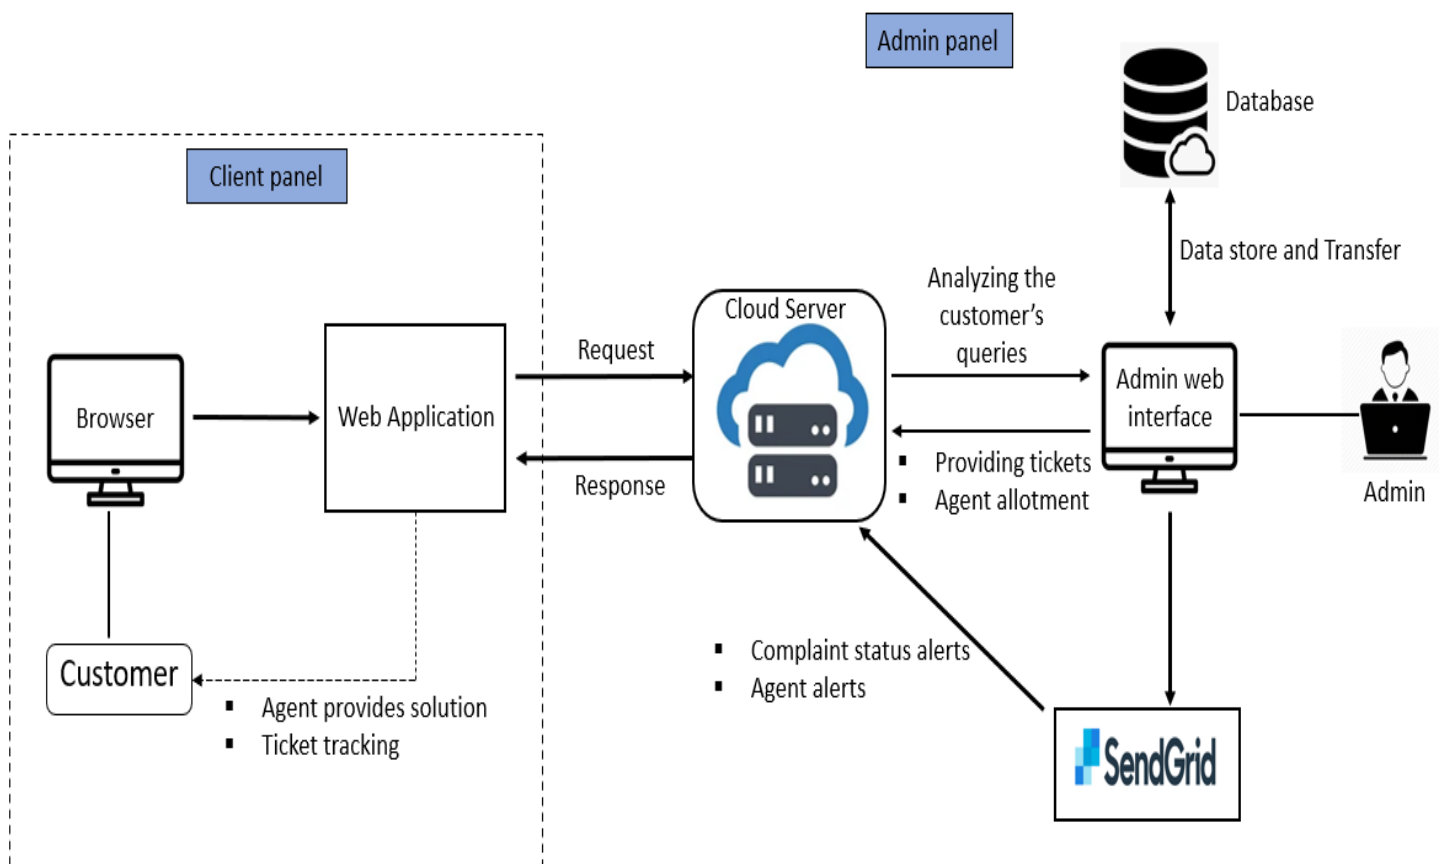 Admin panel
Database
Client panel
Data store and Transfer
Analyzing the
customer's
queries
Cloud Server
Request
Browser
Web Application
Admin web
interface
Response
▪ Providing tickets
▪ Agent allotment
Admin
Customer
▪ Complaint status alerts
▪ Agent alerts
▪ Agent provides solution
▪ Ticket tracking
SendGrid